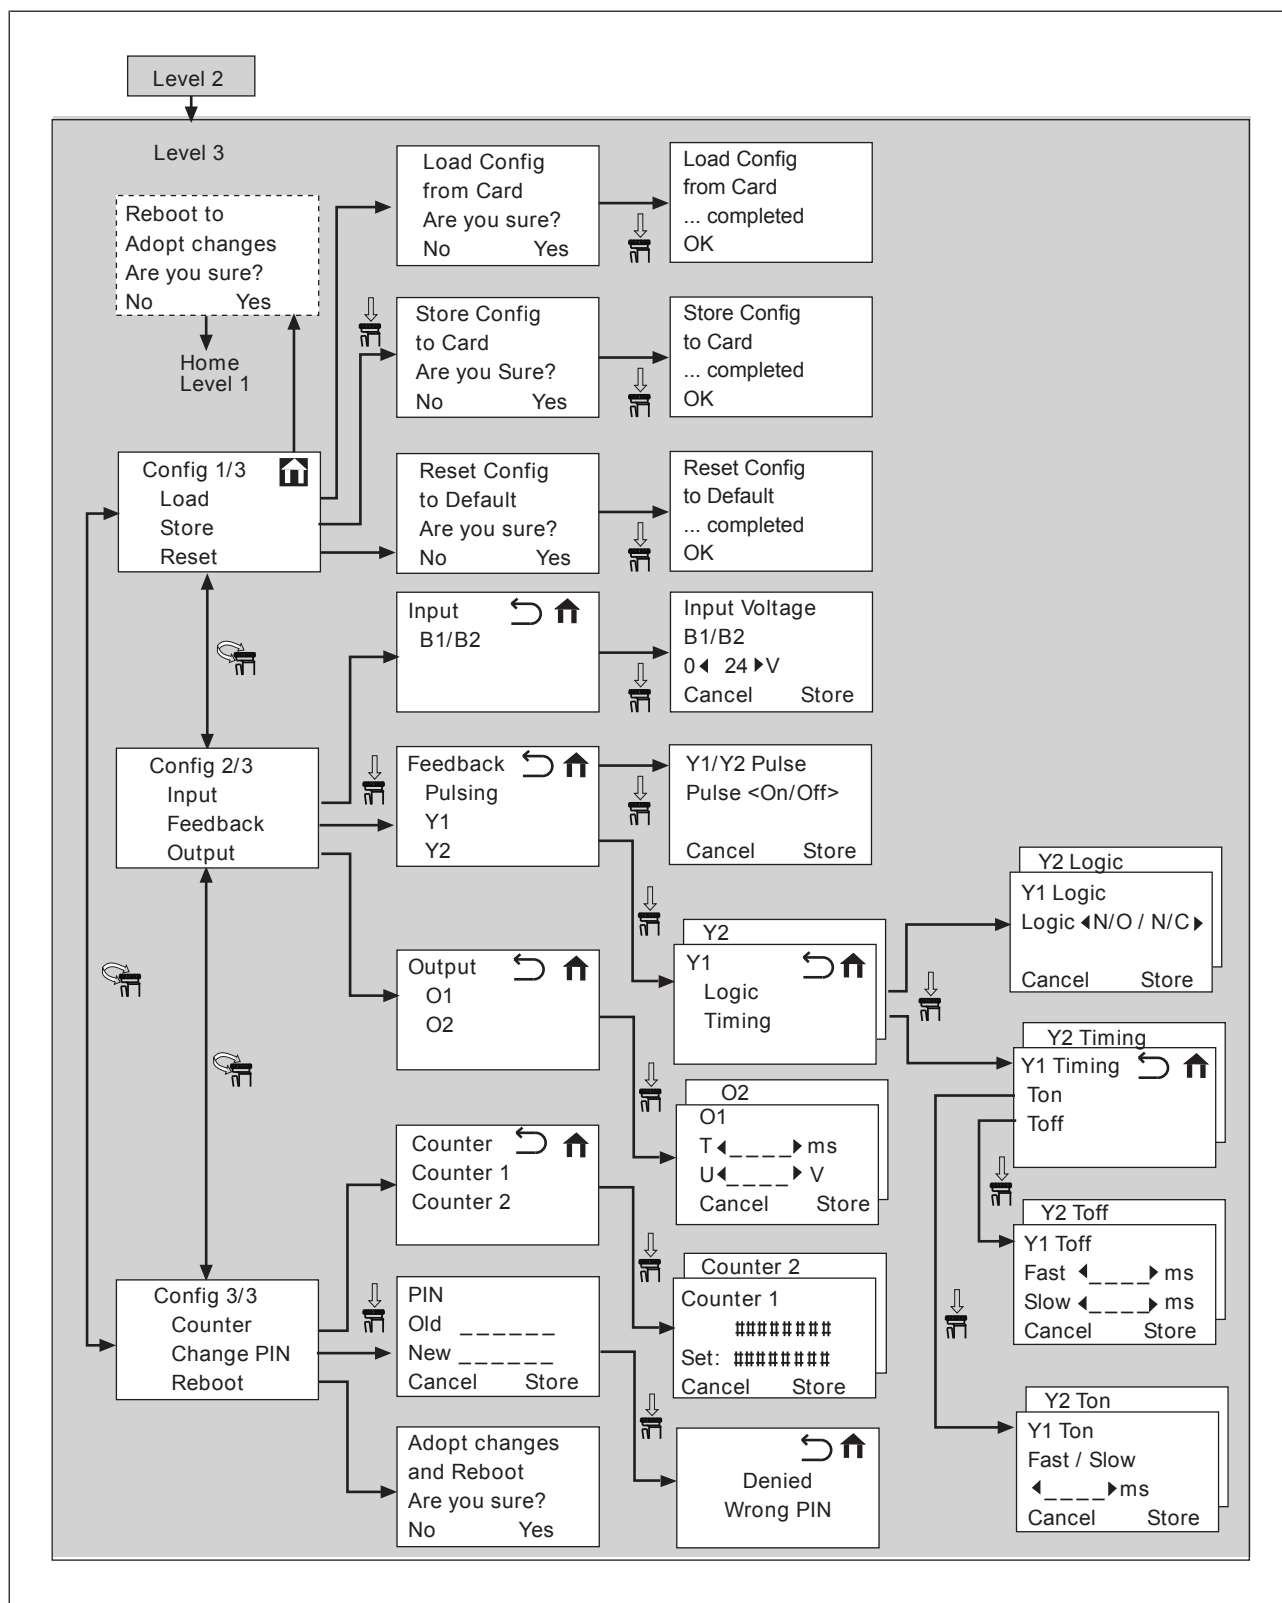 Level 2
Level 3
Reboot to
Adopt changes
Are you sure?
No Yes
Home
Level 1
Load Config
from Card
Are you sure?
No Yes
Load Config
from Card
... completed
OK
Store Config
to Card
Are you Sure?
No Yes
Store Config
to Card
... completed
OK
Config 1/3
Load
Store
Reset
Reset Config
to Default
Are you sure?
No Yes
Reset Config
to Default
... completed
OK
Input
B1/B2
Input Voltage
B1/B2
0 24 V
Cancel Store
Config 2/3
Input
Feedback
Output
Feedback
Pulsing
Y1
Y2
Y1/Y2 Pulse
Pulse <On/Off>
Cancel Store
Y2 Logic
Y1 Logic
Logic N/O / N/C
Cancel Store
Output
O1
O2
Y2
Y1
Logic
Timing
Y2 Timing
Y1 Timing
Ton
Toff
O2
O1
T _ _ _ _ ms
U _ _ _ _ V
Cancel Store
Y2 Toff
Y1 Toff
Fast _ _ _ _ ms
Slow _ _ _ _ ms
Cancel Store
Counter
Counter 1
Counter 2
Counter 2
Counter 1
########
Set: ########
Cancel Store
Config 3/3
Counter
Change PIN
Reboot
PIN
Old _ _ _ _ _ _
New _ _ _ _ _ _
Cancel Store
Adopt changes
and Reboot
Are you sure?
No Yes
Denied
Wrong PIN
Y2 Ton
Y1 Ton
Fast / Slow
_ _ _ _ ms
Cancel Store